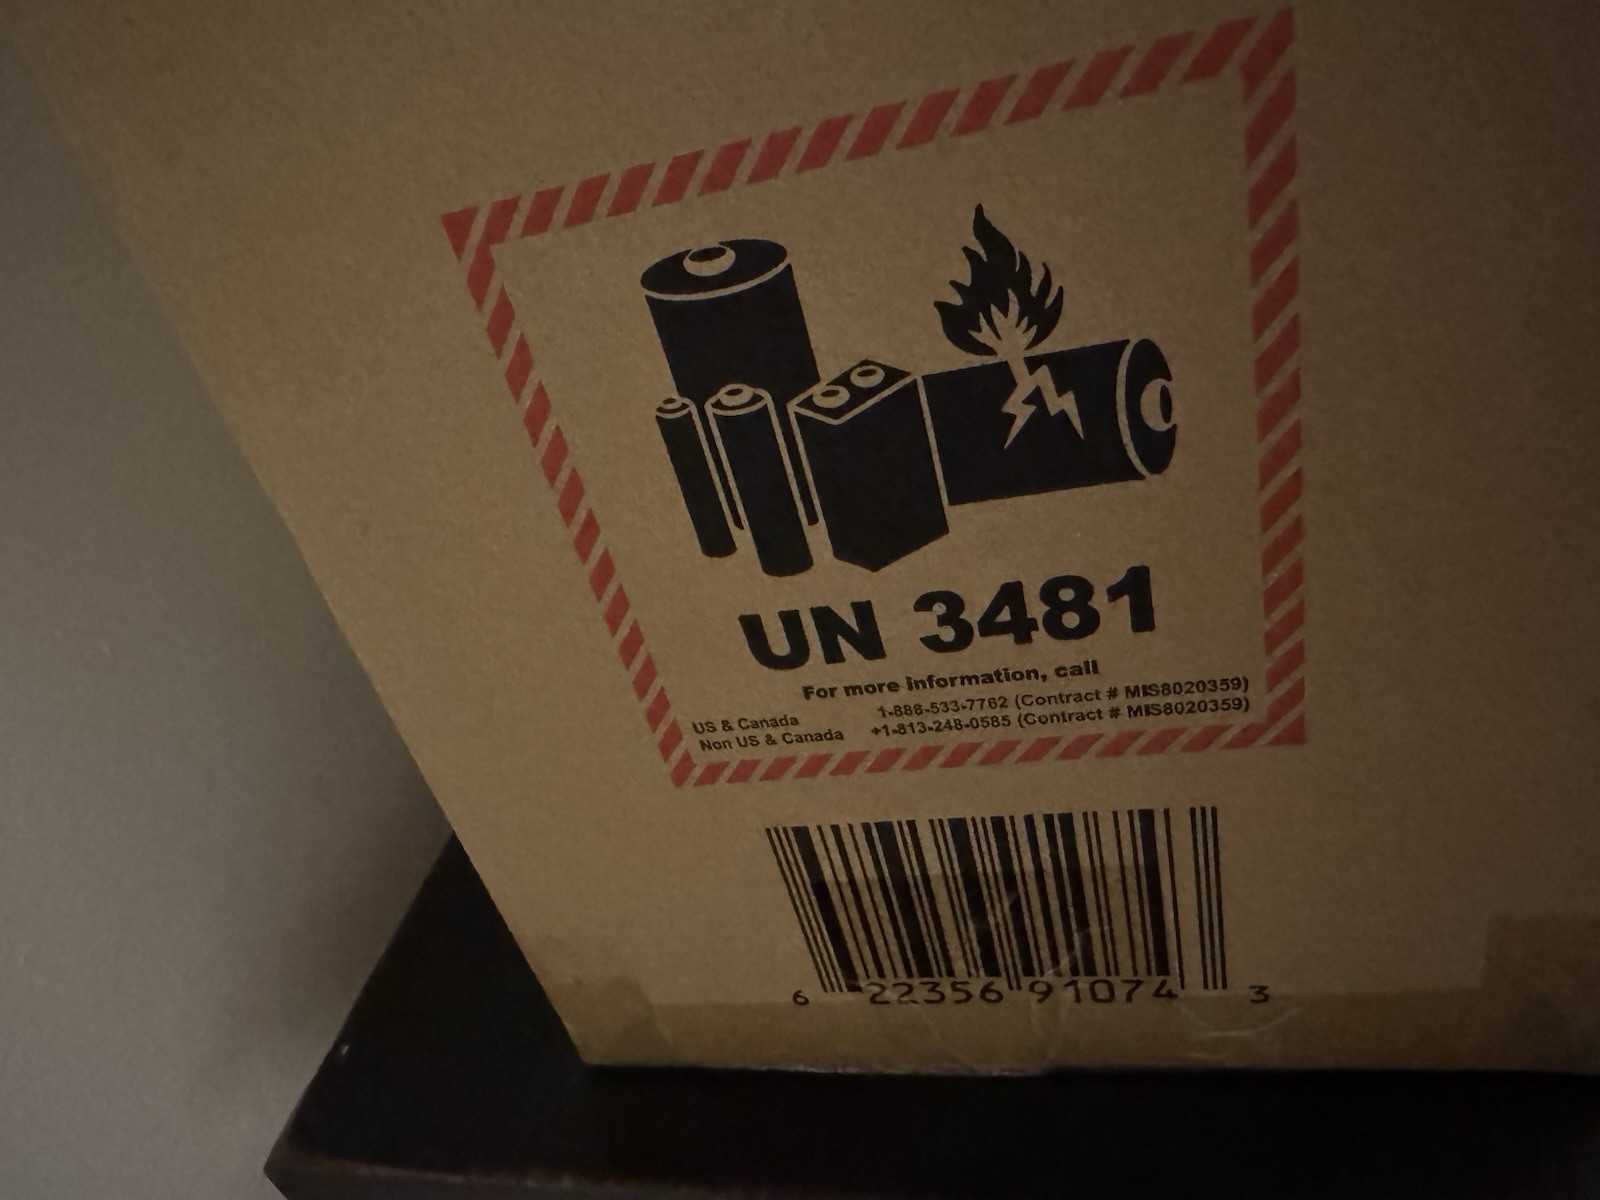 UN 3481
For more information, call
US & Canada 1-888-533-7762 (Contract # MIS8020359)
Non US & Canada +1-813-248-0585 (Contract # MIS8020359)
6 22356 91074 3